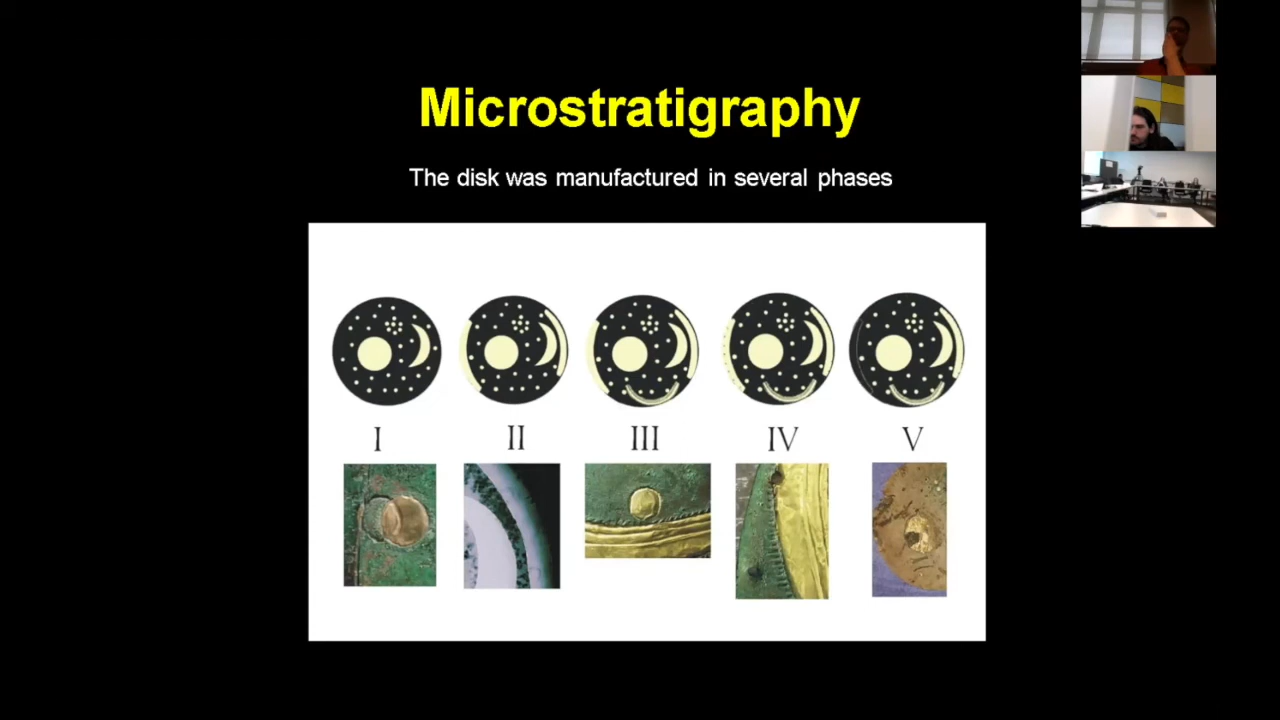 Microstratigraphy
The disk was manufactured in several phases
I II III IV V